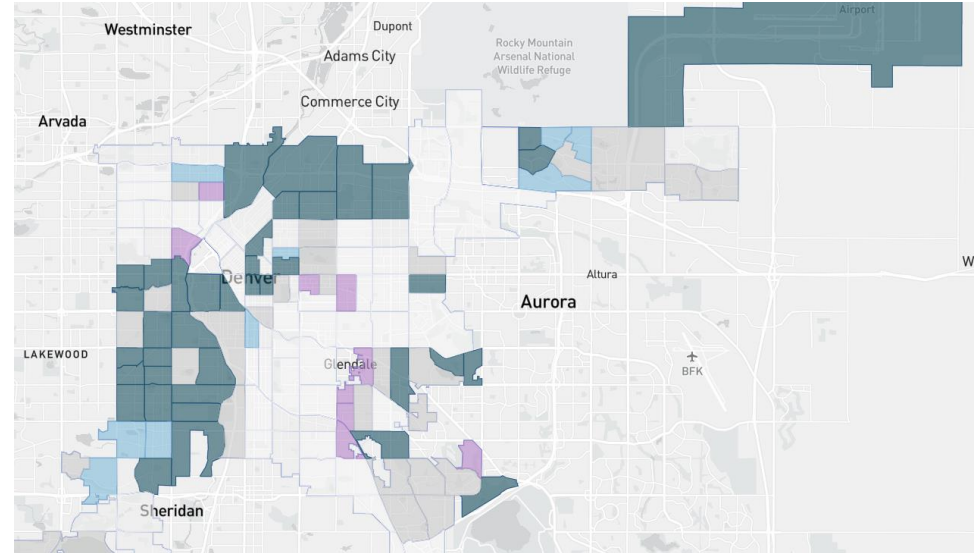 Airport
Westminster
Dupont
Rocky Mountain
Arsenal National
Wildlife Refuge
Adams City
Commerce City
Arvada
W
Denver
Altura
Aurora
LAKEWOOD
Glendale
BFK
Sheridan